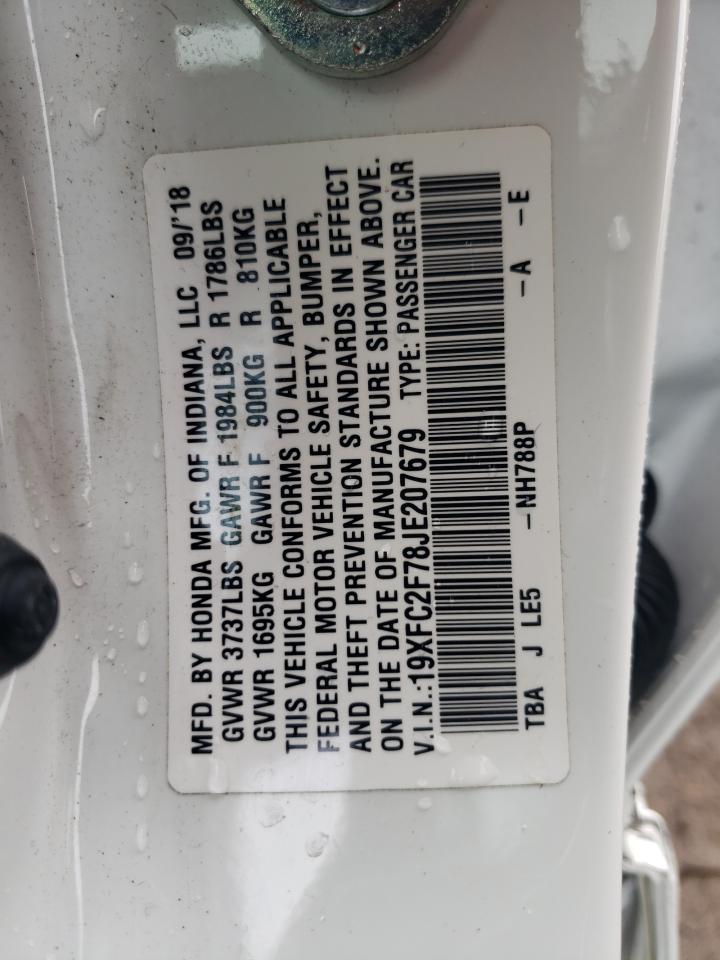 MFD. BY HONDA MFG. OF INDIANA, LLC 09/'18
GVWR 3737LBS GAWR F 1984LBS R 1786LBS
GVWR 1695KG GAWR F 900KG R 810KG
THIS VEHICLE CONFORMS TO ALL APPLICABLE
FEDERAL MOTOR VEHICLE SAFETY, BUMPER,
AND THEFT PREVENTION STANDARDS IN EFFECT
ON THE DATE OF MANUFACTURE SHOWN ABOVE.
V.I.N.:19XFC2F78JE207679 TYPE: PASSENGER CAR
TBA J LE5 -NH788P -A -E